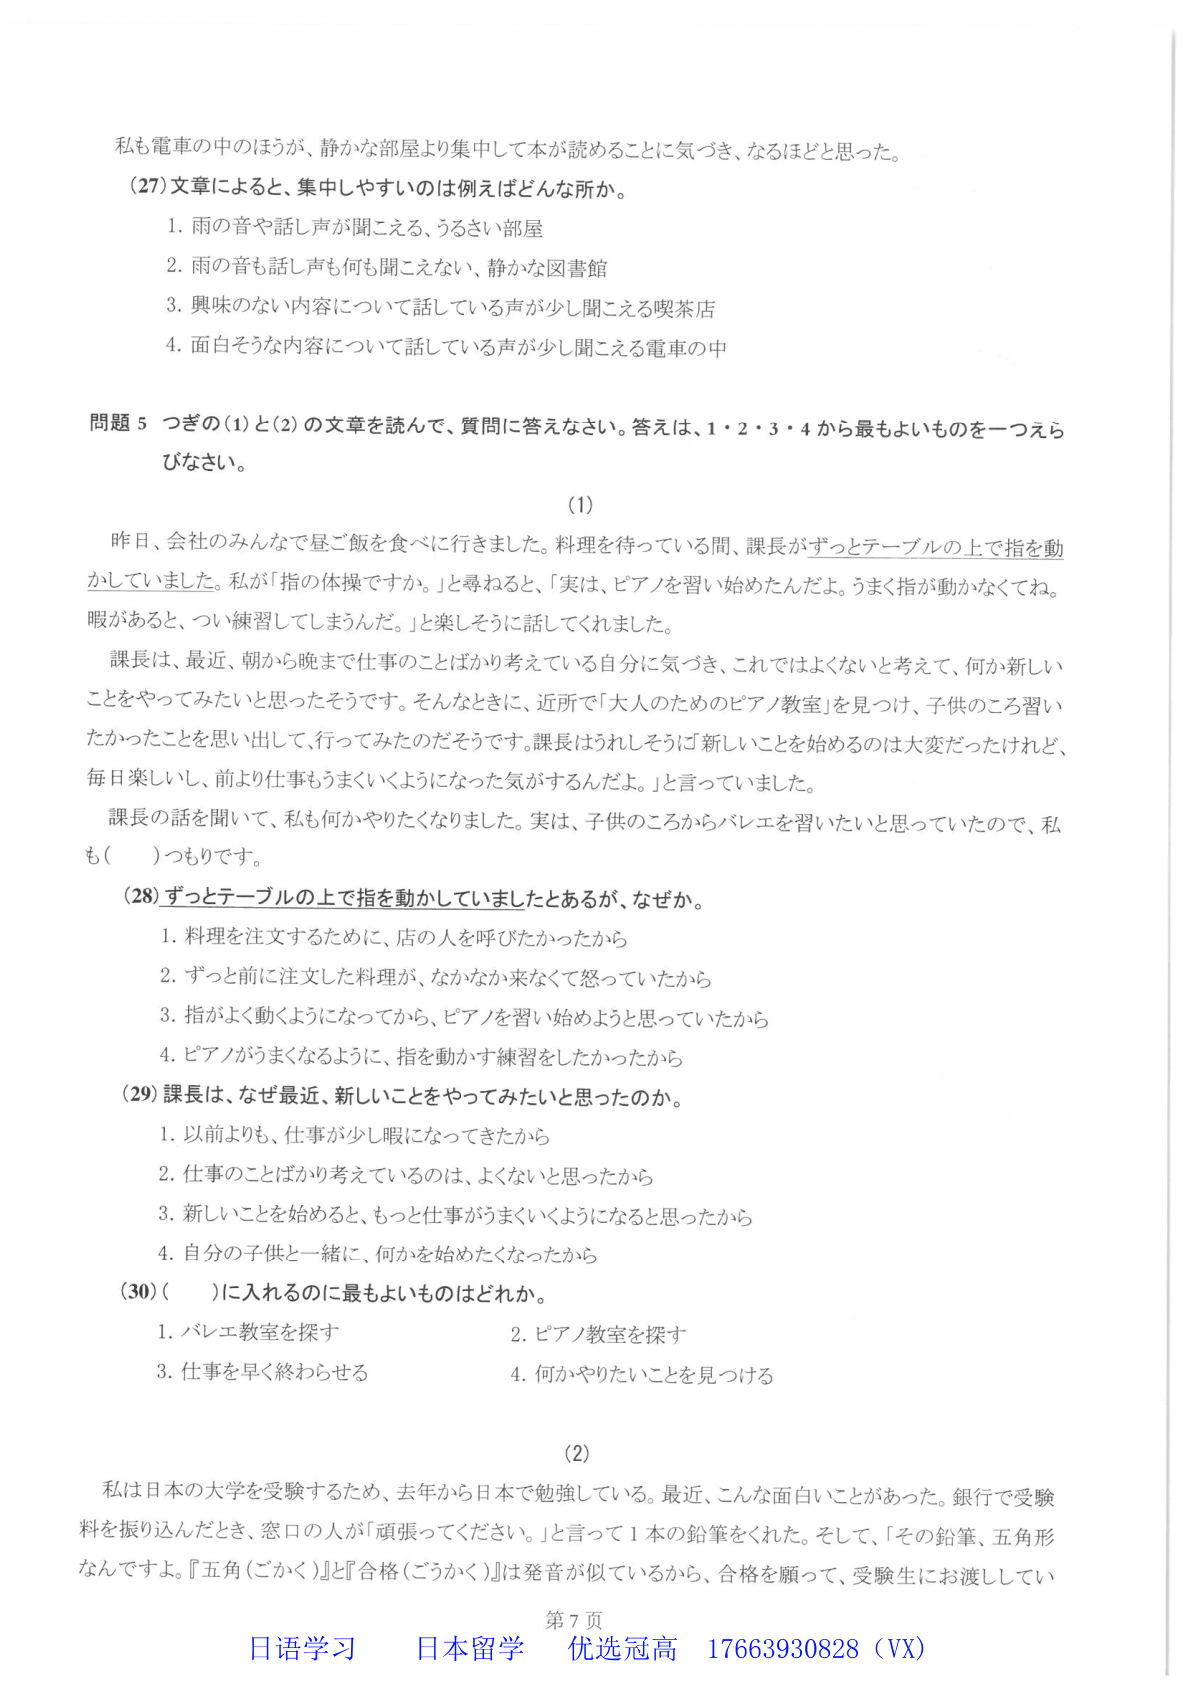 私も電車の中のほうが、静かな部屋より集中して本が読めることに気づき、なるほどと思った。
(27)文章によると、集中しやすいのは例えばどんな所か。
1. 雨の音や話し声が聞こえる、うるさい部屋
2. 雨の音も話し声も何も聞こえない、静かな図書館
3. 興味のない内容について話している声が少し聞こえる喫茶店
4. 面白そうな内容について話している声が少し聞こえる電車の中
問題 5 つぎの(1)と(2)の文章を読んで、質問に答えなさい。答えは、1・2・3・4から最もよいものを一つえら
びなさい。
(1)
昨日、会社のみんなで昼ご飯を食べに行きました。料理を待っている間、課長がずっとテーブルの上で指を動
かしていました。私が「指の体操ですか。」と尋ねると、「実は、ピアノを習い始めたんだよ。うまく指が動かなくてね。
暇があると、つい練習してしまうんだ。」と楽しそうに話してくれました。
課長は、最近、朝から晩まで仕事のことばかり考えている自分に気づき、これではよくないと考えて、何か新しい
ことをやってみたいと思ったそうです。そんなときに、近所で「大人のためのピアノ教室」を見つけ、子供のころ習い
たかったことを思い出して、行ってみたのだそうです。課長はうれしそうに「新しいことを始めるのは大変だったけれど、
毎日楽しいし、前より仕事もうまくいくようになった気がするんだよ。」と言っていました。
課長の話を聞いて、私も何かやりたくなりました。実は、子供のころからバレエを習いたいと思っていたので、私
も(　　)つもりです。
(28)ずっとテーブルの上で指を動かしていましたとあるが、なぜか。
1. 料理を注文するために、店の人を呼びたかったから
2. ずっと前に注文した料理が、なかなか来なくて怒っていたから
3. 指がよく動くようになってから、ピアノを習い始めようと思っていたから
4. ピアノがうまくなるように、指を動かす練習をしたかったから
(29)課長は、なぜ最近、新しいことをやってみたいと思ったのか。
1. 以前よりも、仕事が少し暇になってきたから
2. 仕事のことばかり考えているのは、よくないと思ったから
3. 新しいことを始めると、もっと仕事がうまくいくようになると思ったから
4. 自分の子供と一緒に、何かを始めたくなったから
(30)(　　)に入れるのに最もよいものはどれか。
1. バレエ教室を探す　2. ピアノ教室を探す
3. 仕事を早く終わらせる　4. 何かやりたいことを見つける
(2)
私は日本の大学を受験するため、去年から日本で勉強している。最近、こんな面白いことがあった。銀行で受験
料を振り込んだとき、窓口の人が「頑張ってください。」と言って1本の鉛筆をくれた。そして、「その鉛筆、五角形
なんですよ。『五角(ごかく)』と『合格(ごうかく)』は発音が似ているから、合格を願って、受験生にお渡ししてい
第 7 页
日语学习　日本留学　优选冠高　17663930828（VX）